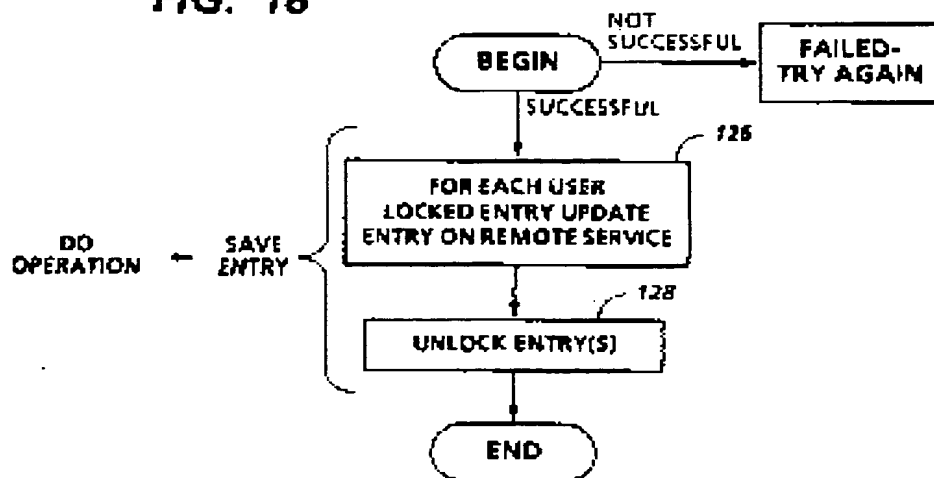 FIG. 18
BEGIN
NOT
SUCCESSFUL
FAILED-
TRY AGAIN
SUCCESSFUL
126
FOR EACH USER
LOCKED ENTRY UPDATE
ENTRY ON REMOTE SERVICE
DO
OPERATION
SAVE
ENTRY
128
UNLOCK ENTRY(S)
END